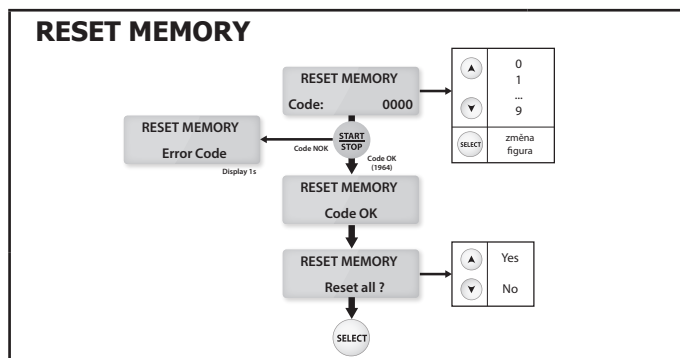 RESET MEMORY
RESET MEMORY
Code: 0000
0
1
...
9
SELECT
změna
figura
RESET MEMORY
Error Code
Display 1s
Code NOK
START
STOP
Code OK
(1964)
RESET MEMORY
Code OK
RESET MEMORY
Reset all ?
Yes
No
SELECT